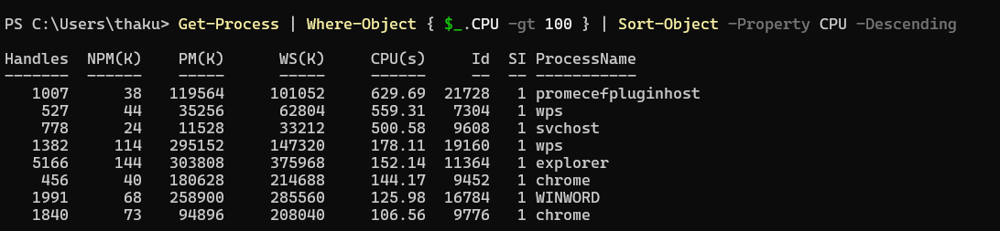 PS C:\Users\thaku> Get-Process | Where-Object { $_.CPU -gt 100 } | Sort-Object -Property CPU -Descending
Handles  NPM(K)    PM(K)      WS(K)     CPU(s)     Id  SI ProcessName
-------  ------    -----      -----     ------     --  -- -----------
   1007      38   119564     101052     629.69  21728   1 promecefpluginhost
    527      44    35256      62804     559.31   7304   1 wps
    778      24    11528      33212     500.58   9608   1 svchost
   1382     114   295152     147320     178.11  19160   1 wps
   5166     144   303808     375968     152.14  11364   1 explorer
    456      40   180628     214688     144.17   9452   1 chrome
   1991      68   258900     285560     125.98  16784   1 WINWORD
   1840      73    94896     208040     106.56   9776   1 chrome